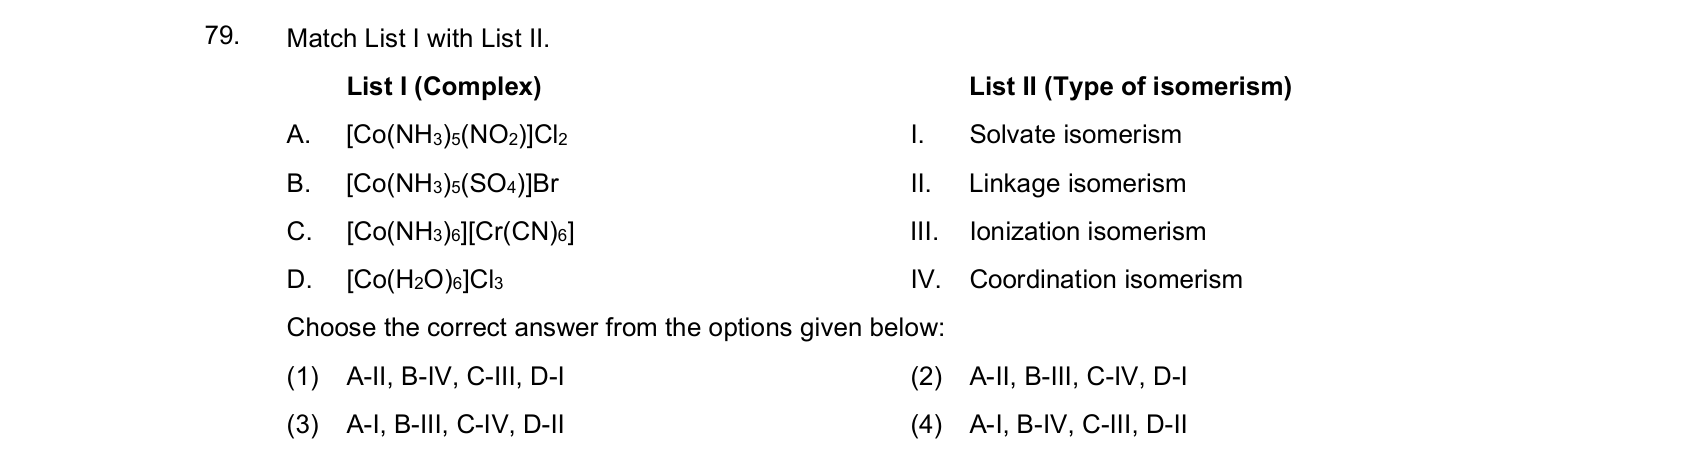 79. Match List I with List II.
List I (Complex) List II (Type of isomerism)
A. [Co(NH3)5(NO2)]Cl2 I. Solvate isomerism
B. [Co(NH3)5(SO4)]Br II. Linkage isomerism
C. [Co(NH3)6][Cr(CN)6] III. Ionization isomerism
D. [Co(H2O)6]Cl3 IV. Coordination isomerism
Choose the correct answer from the options given below:
(1) A-II, B-IV, C-III, D-I (2) A-II, B-III, C-IV, D-I
(3) A-I, B-III, C-IV, D-II (4) A-I, B-IV, C-III, D-II